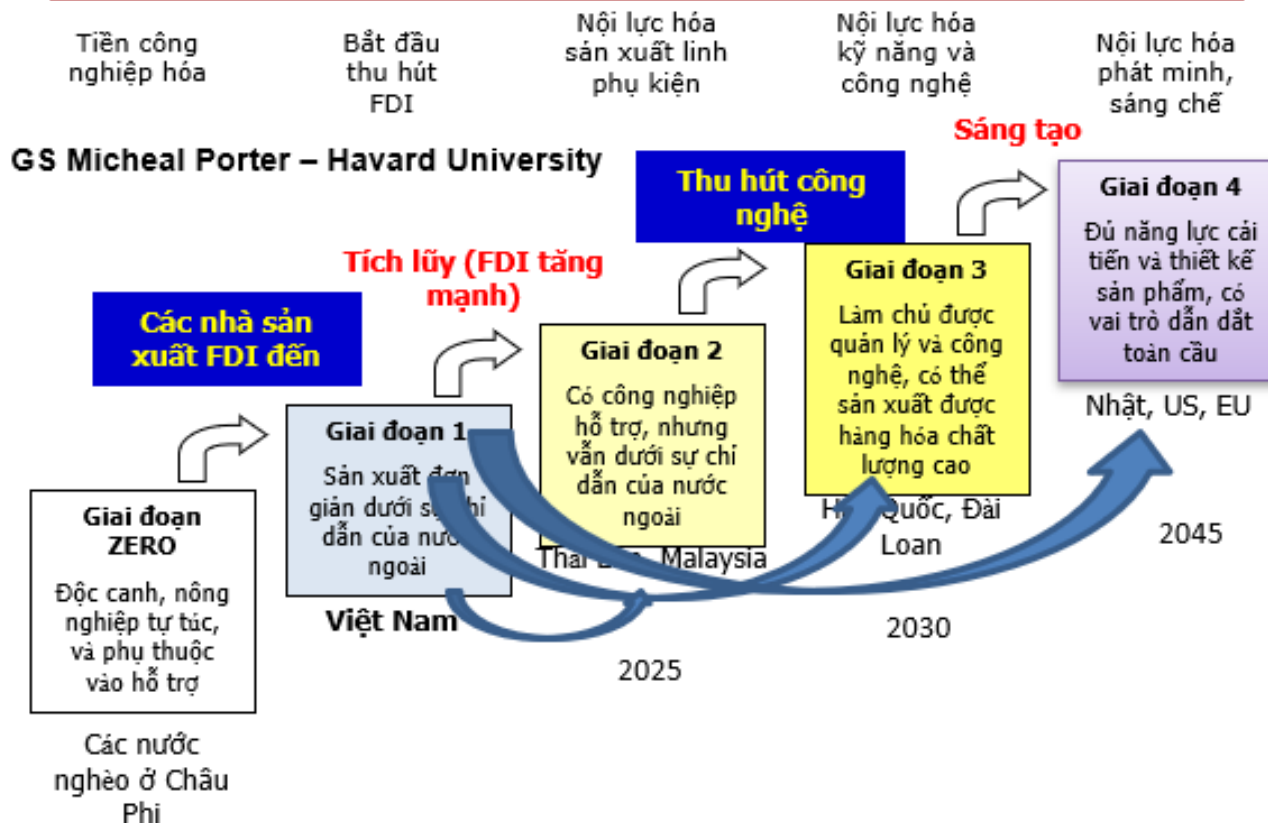 Tiền công
nghiệp hóa
Bắt đầu
thu hút
FDI
Nội lực hóa
sản xuất linh
phụ kiện
Nội lực hóa
kỹ năng và
công nghệ
Nội lực hóa
phát minh,
sáng chế
GS Micheal Porter – Havard University
Các nhà sản
xuất FDI đến
Tích lũy (FDI tăng
mạnh)
Thu hút công
nghệ
Sáng tạo
Giai đoạn
ZERO
Độc canh, nông
nghiệp tự túc,
và phụ thuộc
vào hỗ trợ
Các nước
nghèo ở Châu
Phi
Giai đoạn 1
Sản xuất đơn
giản dưới sự chỉ
dẫn của nước
ngoài
Việt Nam
Giai đoạn 2
Có công nghiệp
hỗ trợ, nhưng
vẫn dưới sự chỉ
dẫn của nước
ngoài
Thái Lan, Malaysia
Giai đoạn 3
Làm chủ được
quản lý và công
nghệ, có thể
sản xuất được
hàng hóa chất
lượng cao
Hàn Quốc, Đài
Loan
Giai đoạn 4
Đủ năng lực cải
tiến và thiết kế
sản phẩm, có
vai trò dẫn dắt
toàn cầu
Nhật, US, EU
2025
2030
2045